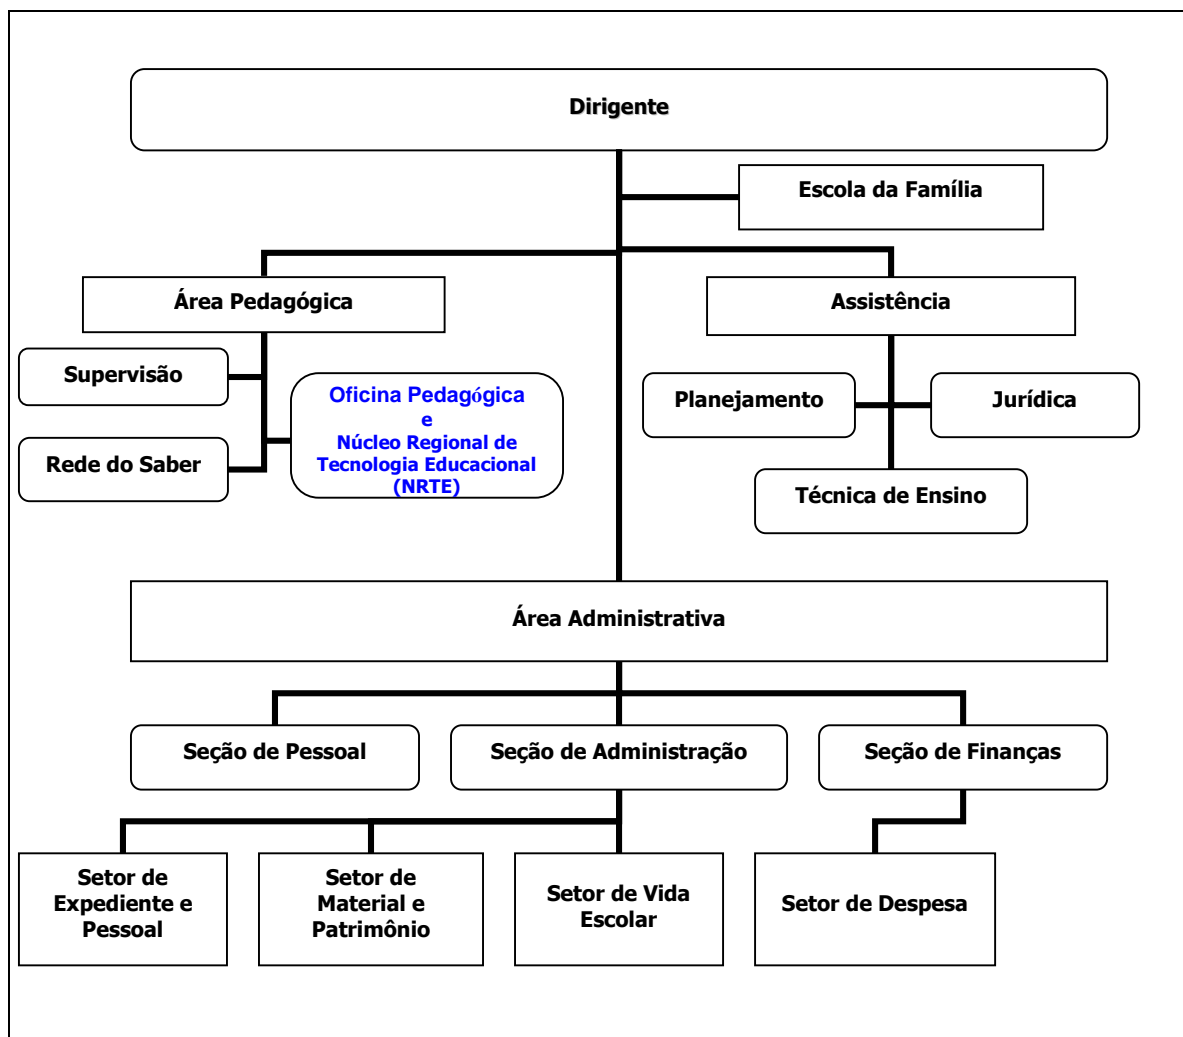 Dirigente
Escola da Família
Área Pedagógica
Assistência
Supervisão
Oficina Pedagógica
e
Núcleo Regional de
Tecnologia Educacional
(NRTE)
Planejamento
Jurídica
Rede do Saber
Técnica de Ensino
Área Administrativa
Seção de Pessoal
Seção de Administração
Seção de Finanças
Setor de
Expediente e
Pessoal
Setor de
Material e
Patrimônio
Setor de Vida
Escolar
Setor de Despesa